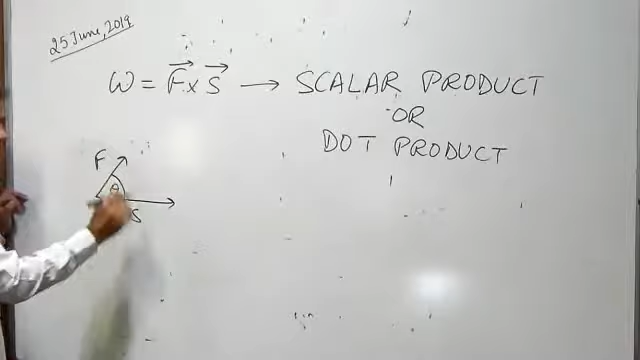 25 June, 2019
W = F x S → SCALAR PRODUCT
OR
DOT PRODUCT
F
θ
S